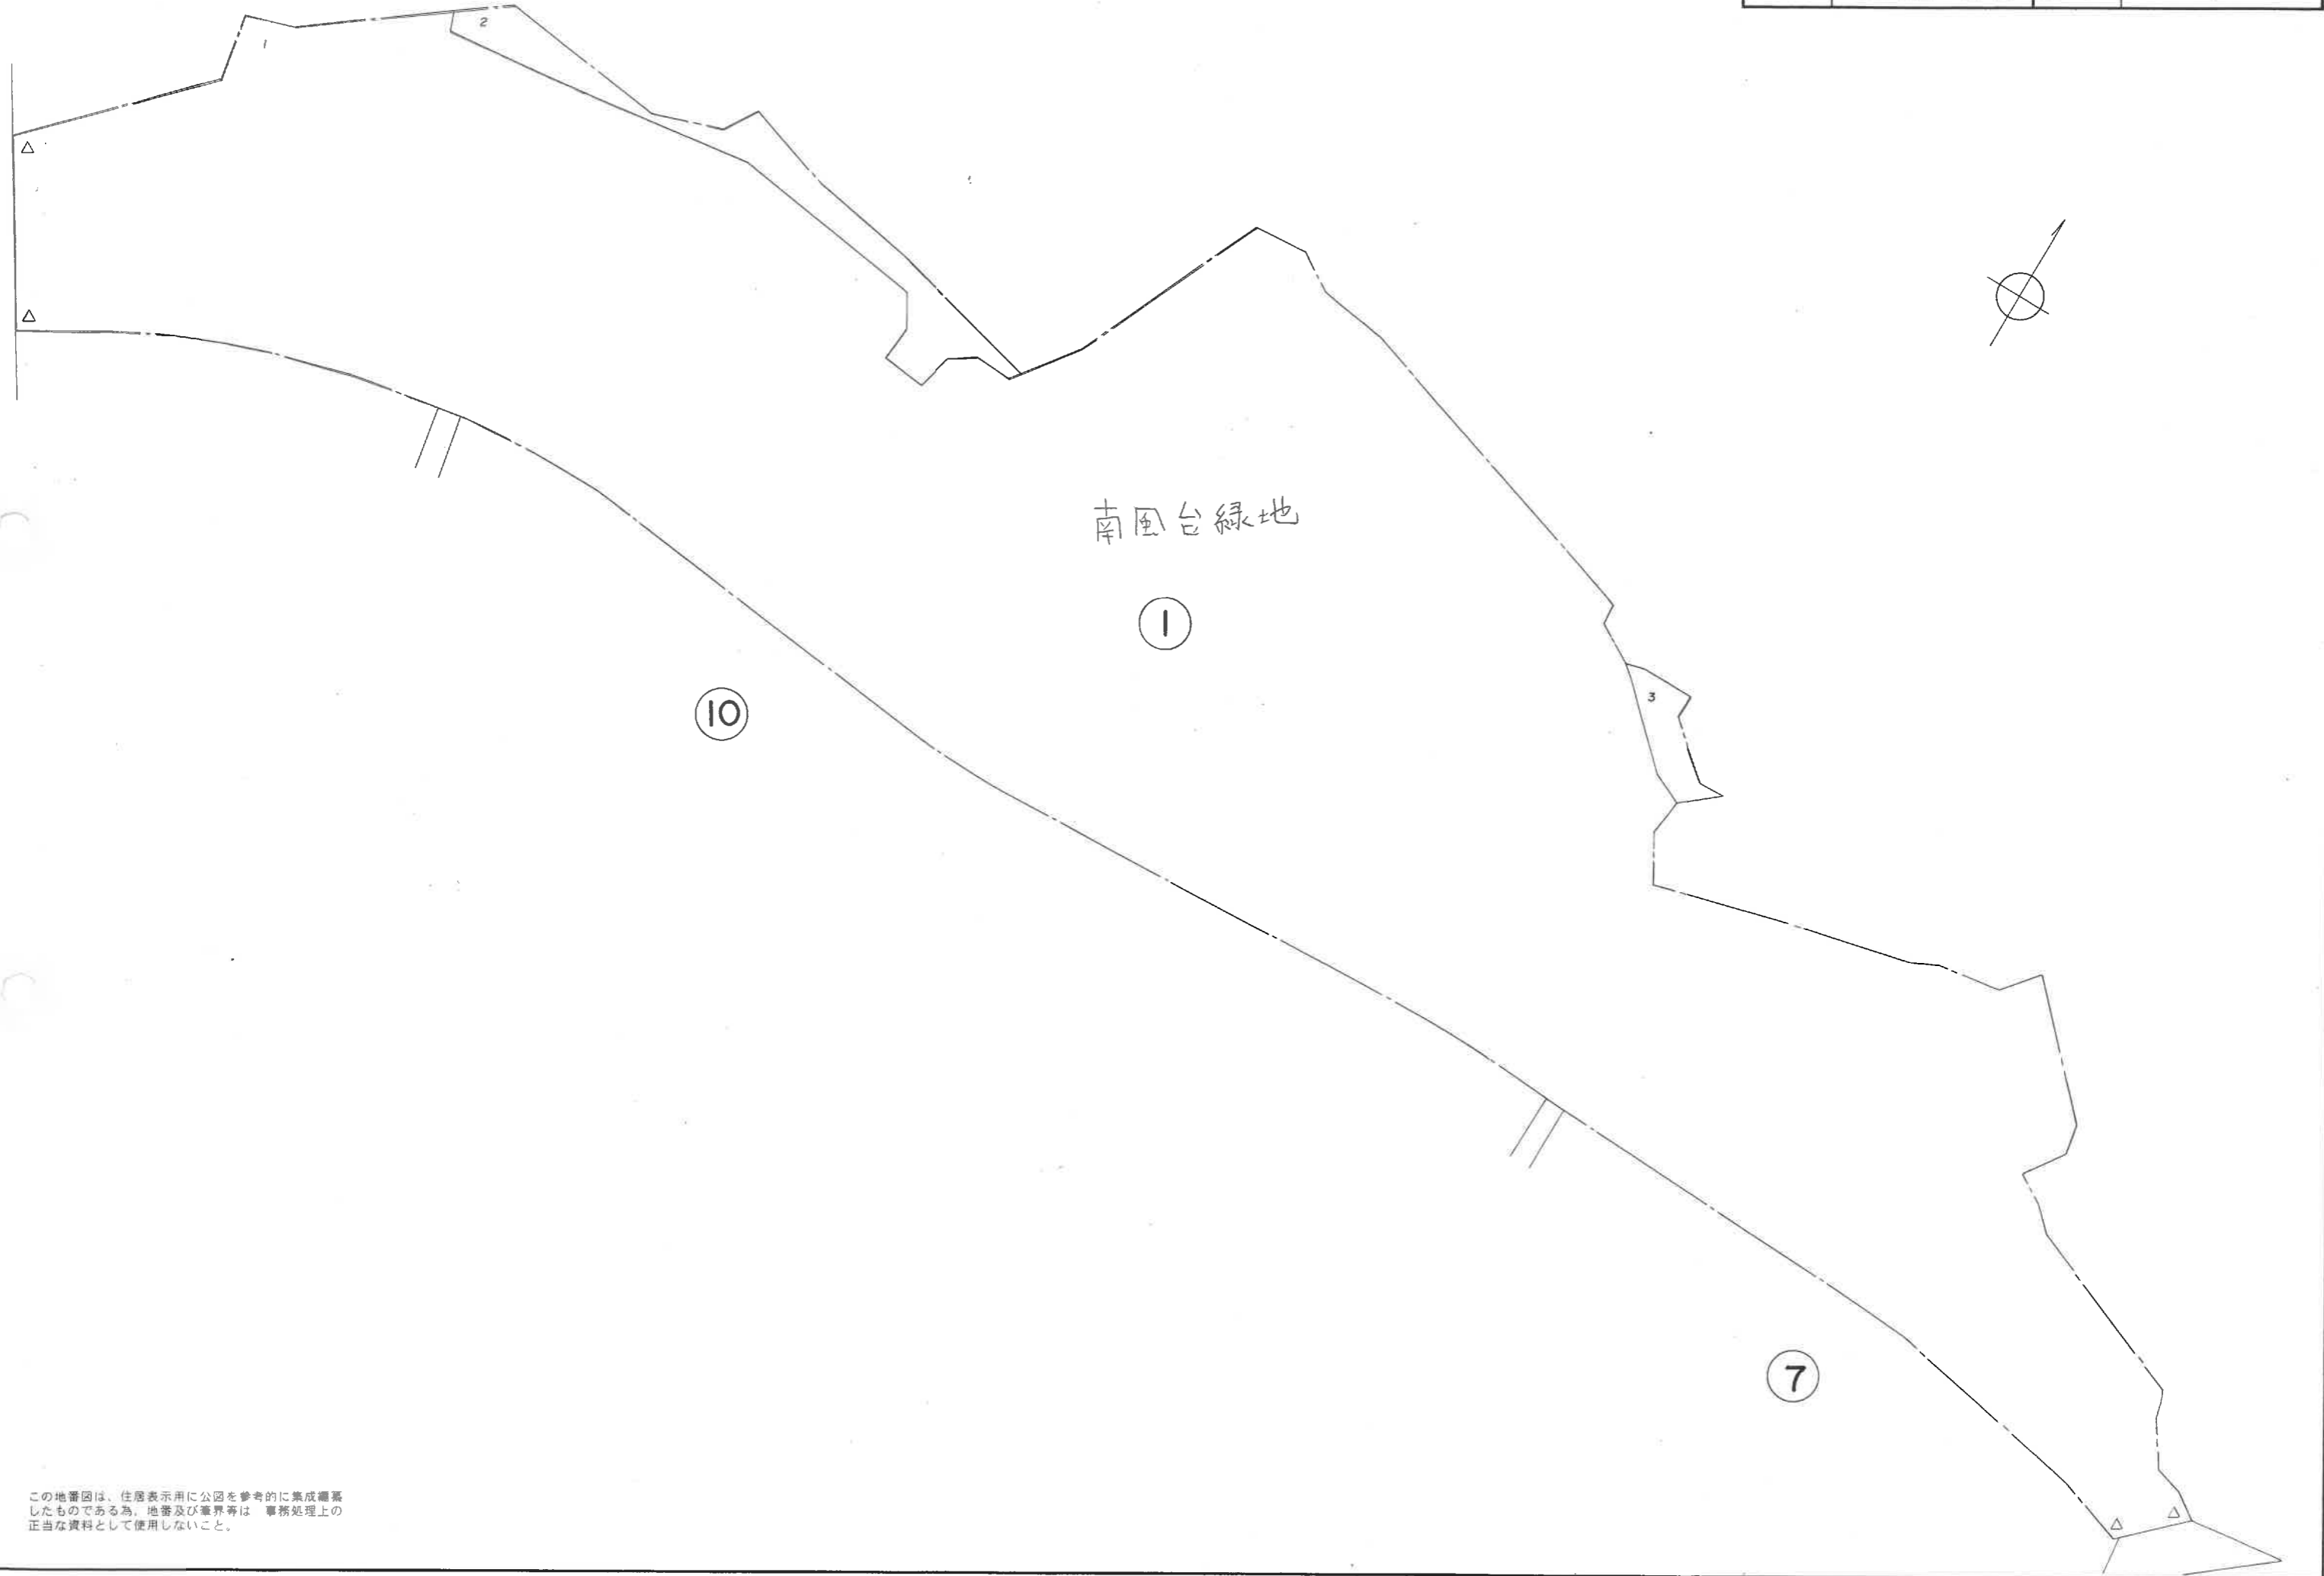 2
1
南風台緑地
①
3
⑩
⑦
この地番図は、住居表示用に公図を参考的に集成編纂
したものである為、地番及び筆界等は 事務処理上の
正当な資料として使用しないこと。